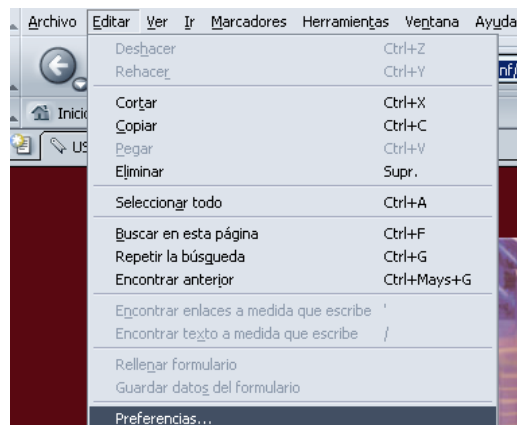 Archivo Editar Ver Ir Marcadores Herramientas Ventana Ayuda
Deshacer Ctrl+Z
Rehacer Ctrl+Y
nf/
Cortar Ctrl+X
Inicio
Copiar Ctrl+C
Pegar Ctrl+V
US
Eliminar Supr.
Seleccionar todo Ctrl+A
Buscar en esta página Ctrl+F
Repetir la búsqueda Ctrl+G
Encontrar anterior Ctrl+Mays+G
Encontrar enlaces a medida que escribe '
Encontrar texto a medida que escribe /
Rellenar formulario
Guardar datos del formulario
Preferencias...